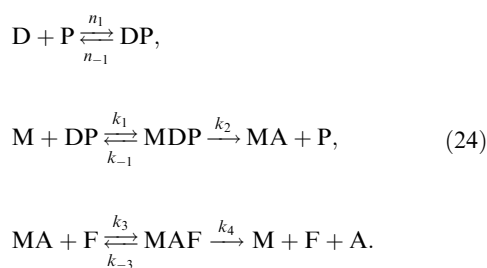 D + P ⇌ DP, n₁ n₋₁
M + DP ⇌ MDP → MA + P, k₁ k₋₁ k₂ (24)
MA + F ⇌ MAF → M + F + A. k₃ k₋₃ k₄